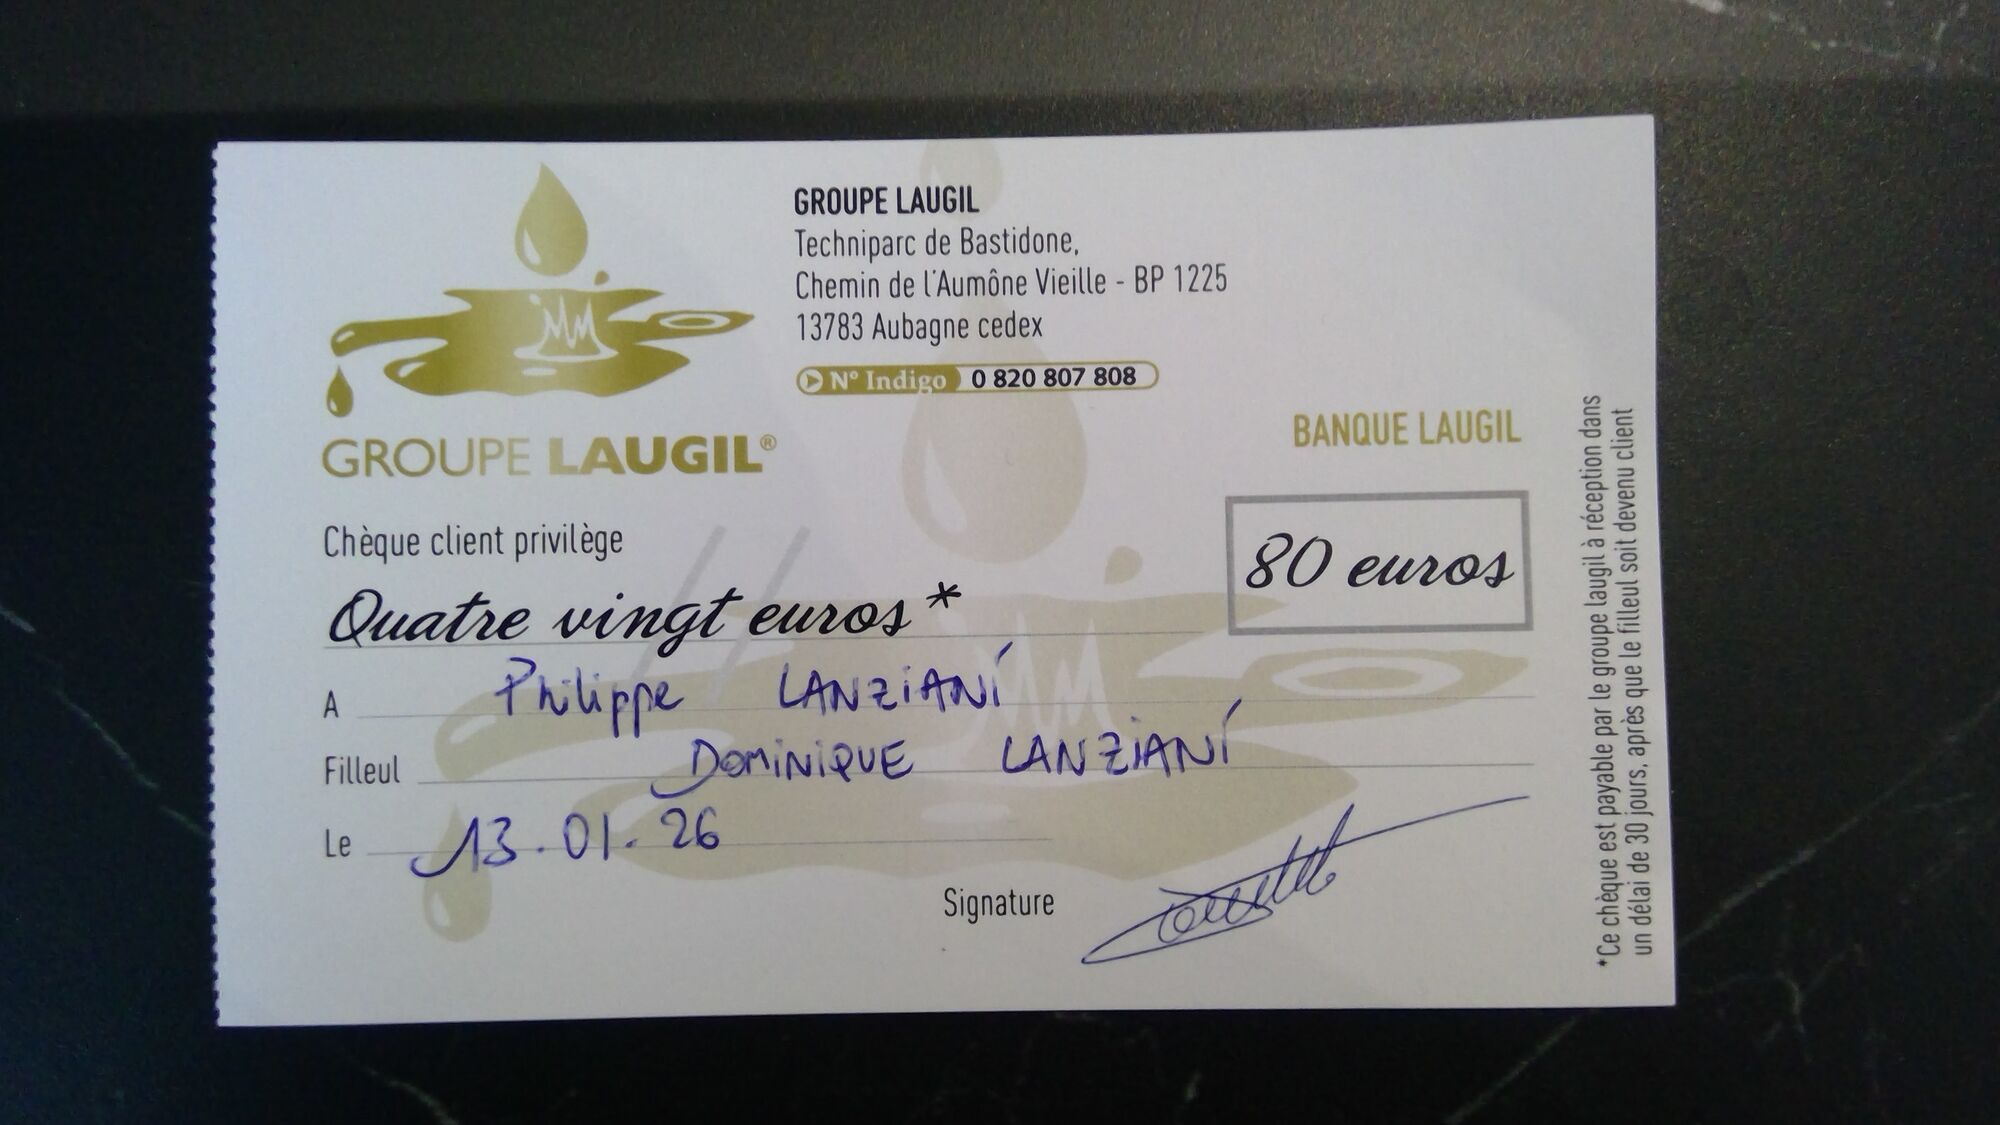 GROUPE LAUGIL
Techniparc de Bastidone,
Chemin de l'Aumône Vieille - BP 1225
13783 Aubagne cedex
N° Indigo 0 820 807 808
GROUPE LAUGIL®
BANQUE LAUGIL
Chèque client privilège
80 euros
Quatre vingt euros*
A Philippe LANZIANI
Filleul DOMINIQUE LANZIANI
Le 13.01.26
Signature
*Ce chèque est payable par le groupe laugil à réception dans
un délai de 30 jours, après que le filleul soit devenu client